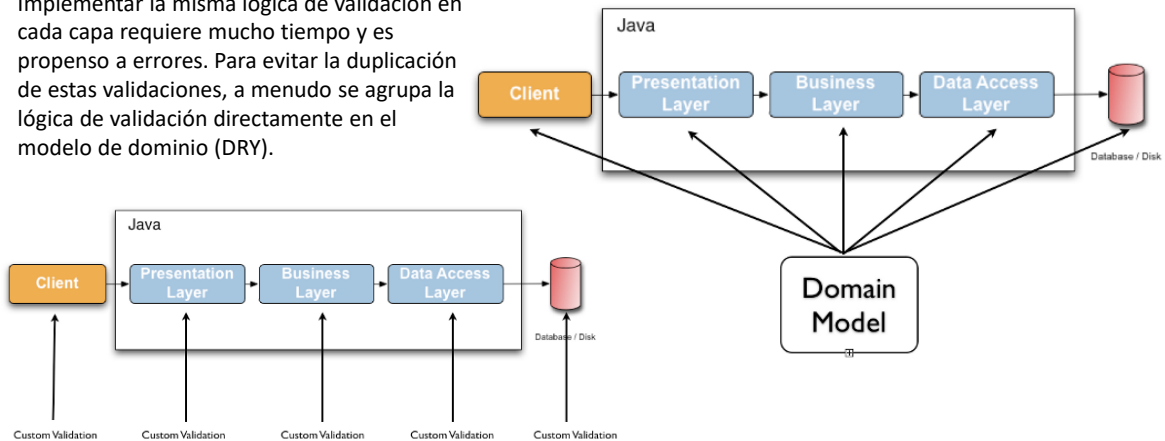 Implementar la misma lógica de validación en
cada capa requiere mucho tiempo y es
propenso a errores. Para evitar la duplicación
de estas validaciones, a menudo se agrupa la
lógica de validación directamente en el
modelo de dominio (DRY).
Java
Client
Presentation
Layer
Business
Layer
Data Access
Layer
Database / Disk
Domain
Model
Java
Client
Presentation
Layer
Business
Layer
Data Access
Layer
Database / Disk
Custom Validation
Custom Validation
Custom Validation
Custom Validation
Custom Validation